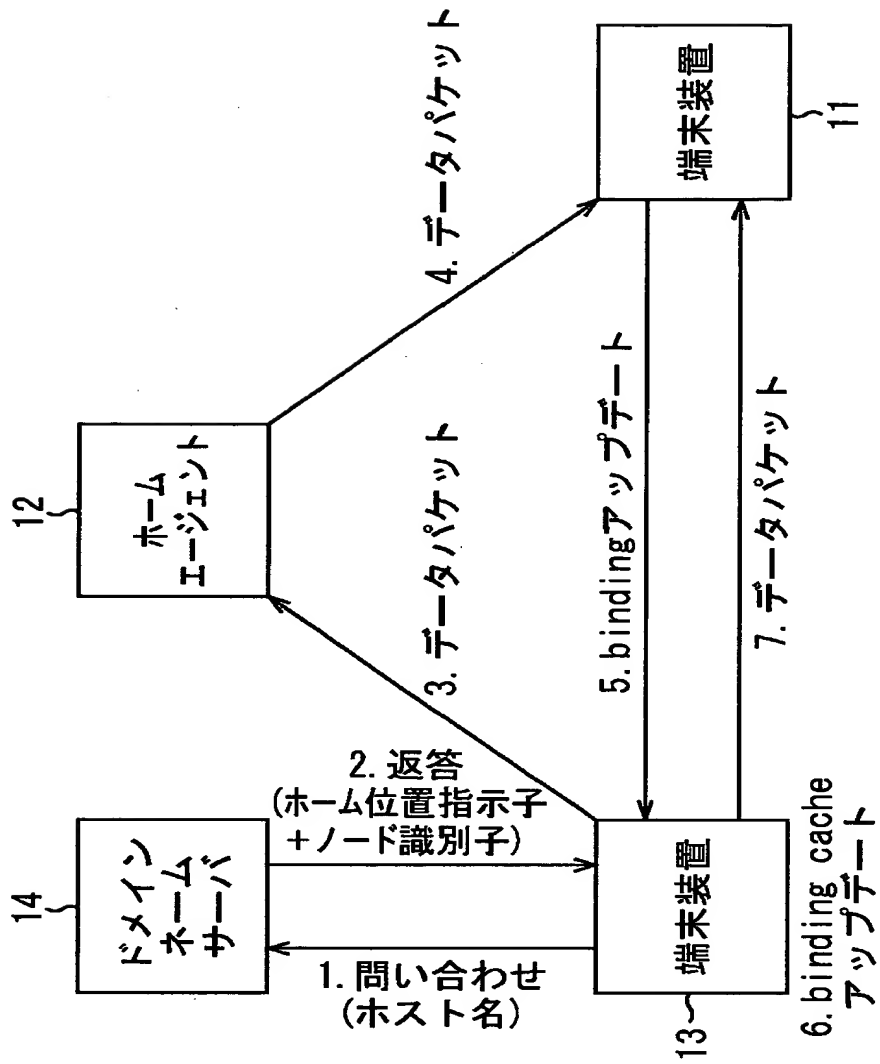 14
ドメイン
ネーム
サーバ
12
ホーム
エージェント
1. 問い合わせ
(ホスト名)
2. 返答
(ホーム位置指示子
+ノード識別子)
3. データパケット
4. データパケット
端末装置
13
5.bindingアップデート
7. データパケット
端末装置
11
6.binding cache
アップデート